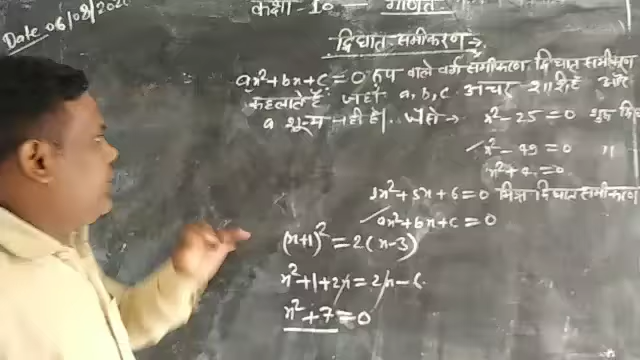 Date 06/08/202
कक्षा - 10 — गणित
द्विघात समीकरण →
ax²+bx+c=0 रूप वाले वर्ग समीकरण द्विघात समीकरण
कहलाते हैं जहाँ a, b, c अचर राशि हैं और
a शून्य नहीं है। जैसे → x² - 25 = 0 शुद्ध
x² - 49 = 0 "
x² + 4 = 0
2x² + 5x + 6 = 0 मिश्र द्विघात समीकरण
ax² + bx + c = 0
(x+1)² = 2(x-3)
x² + 1 + 2x = 2x - 6
x² + 7 = 0